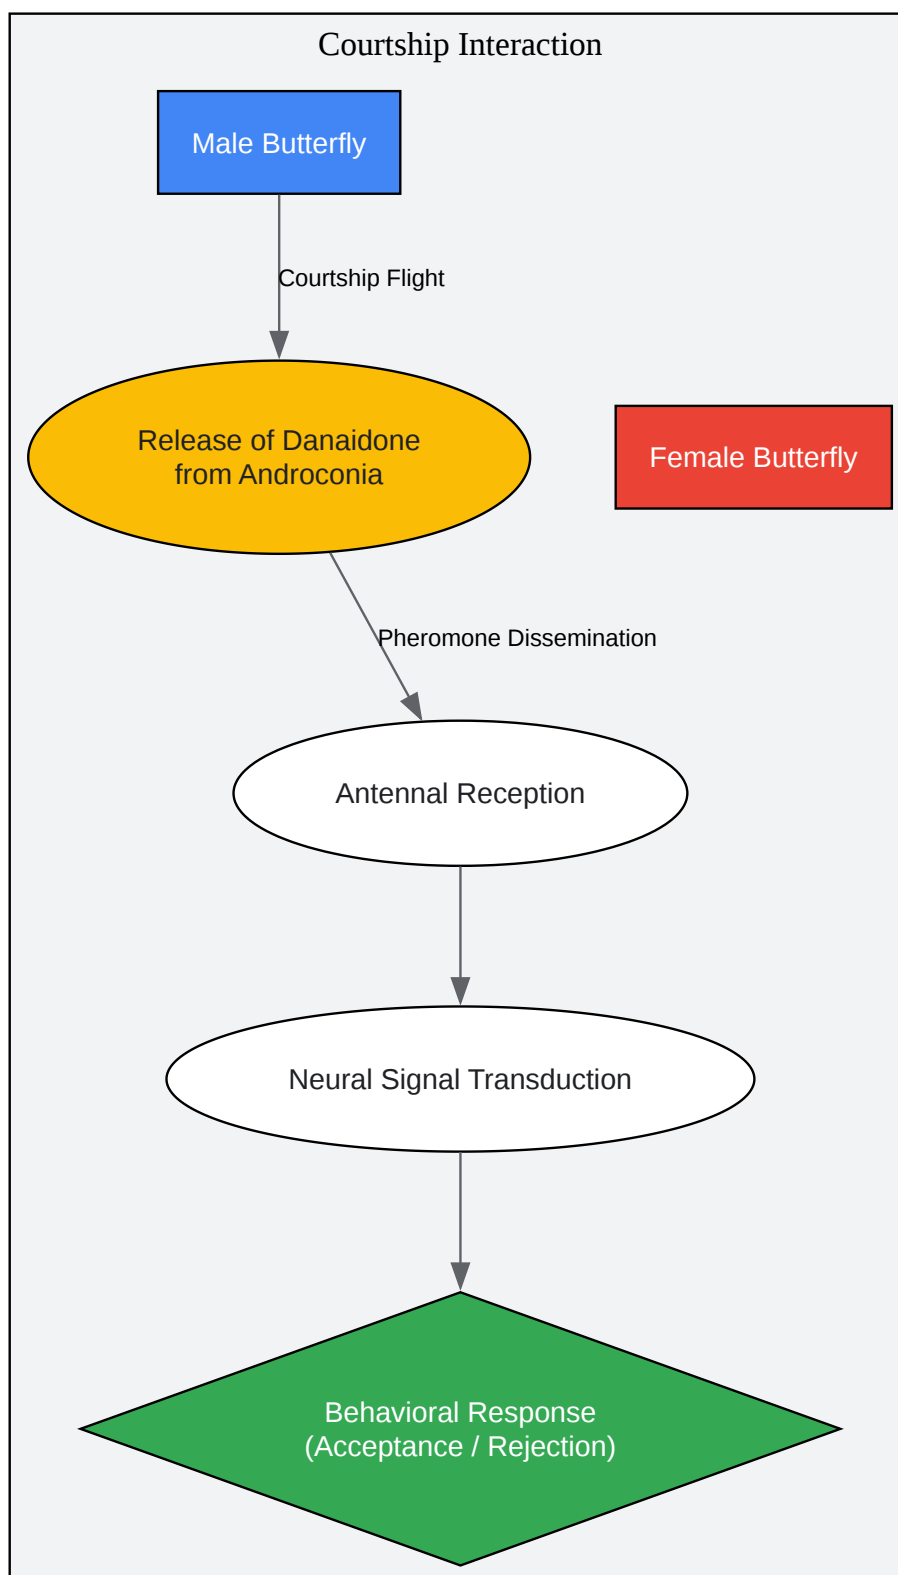 Courtship Interaction
Male Butterfly
Courtship Flight
Release of Danaidone
from Androconia
Female Butterfly
Pheromone Dissemination
Antennal Reception
Neural Signal Transduction
Behavioral Response
(Acceptance / Rejection)